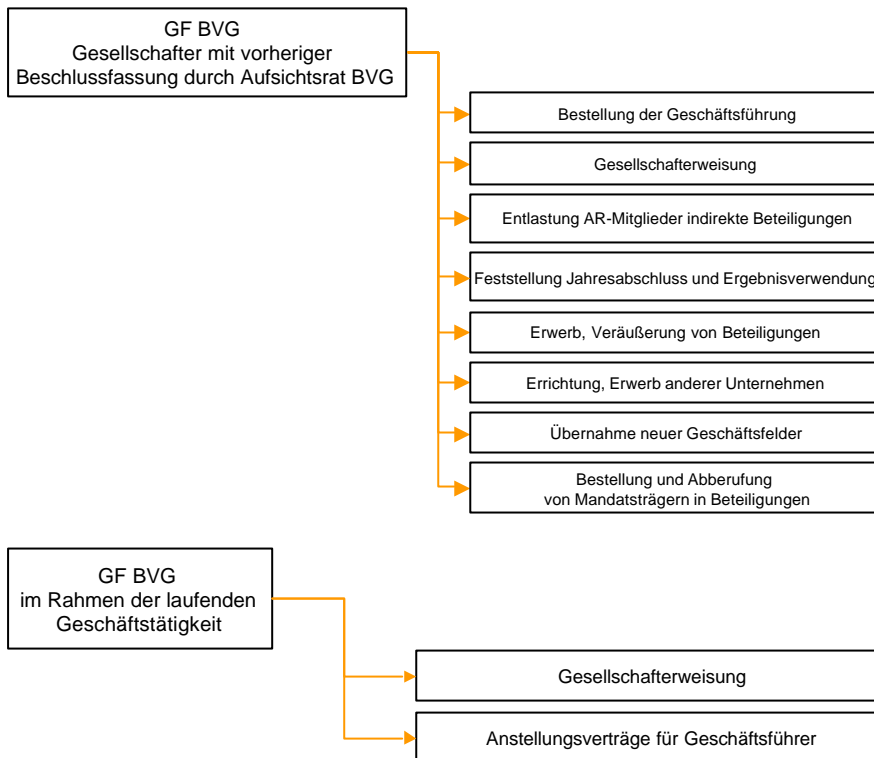 GF BVG
Gesellschafter mit vorheriger
Beschlussfassung durch Aufsichtsrat BVG
Bestellung der Geschäftsführung
Gesellschafterweisung
Entlastung AR-Mitglieder indirekte Beteiligungen
Feststellung Jahresabschluss und Ergebnisverwendung
Erwerb, Veräußerung von Beteiligungen
Errichtung, Erwerb anderer Unternehmen
Übernahme neuer Geschäftsfelder
Bestellung und Abberufung
von Mandatsträgern in Beteiligungen
GF BVG
im Rahmen der laufenden
Geschäftstätigkeit
Gesellschafterweisung
Anstellungsverträge für Geschäftsführer